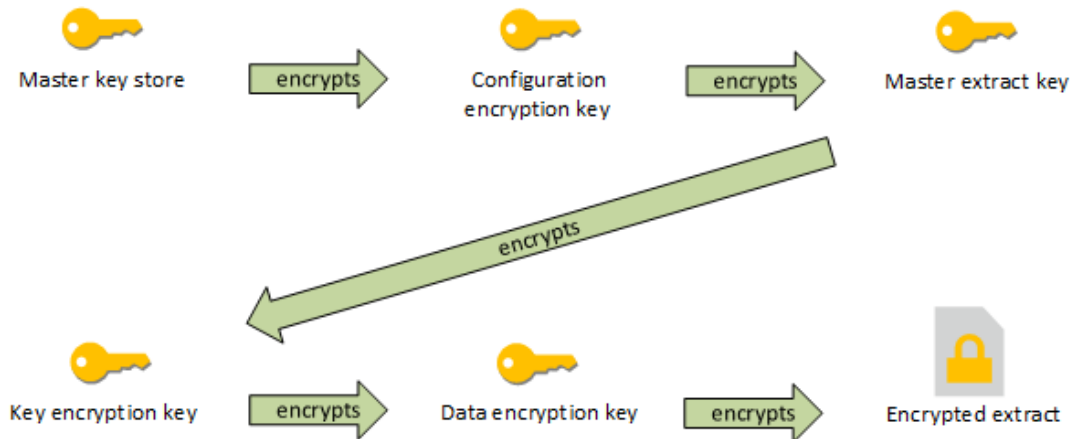 Master key store
encrypts
Configuration
encryption key
encrypts
Master extract key
encrypts
Key encryption key
encrypts
Data encryption key
encrypts
Encrypted extract